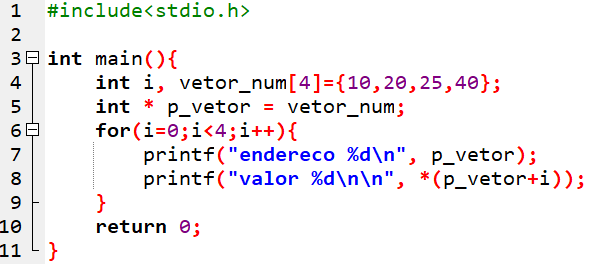 1 #include<stdio.h>
2
3 int main(){
4     int i, vetor_num[4]={10,20,25,40};
5     int * p_vetor = vetor_num;
6     for(i=0;i<4;i++){
7         printf("endereco %d\n", p_vetor);
8         printf("valor %d\n\n", *(p_vetor+i));
9     }
10     return 0;
11 }